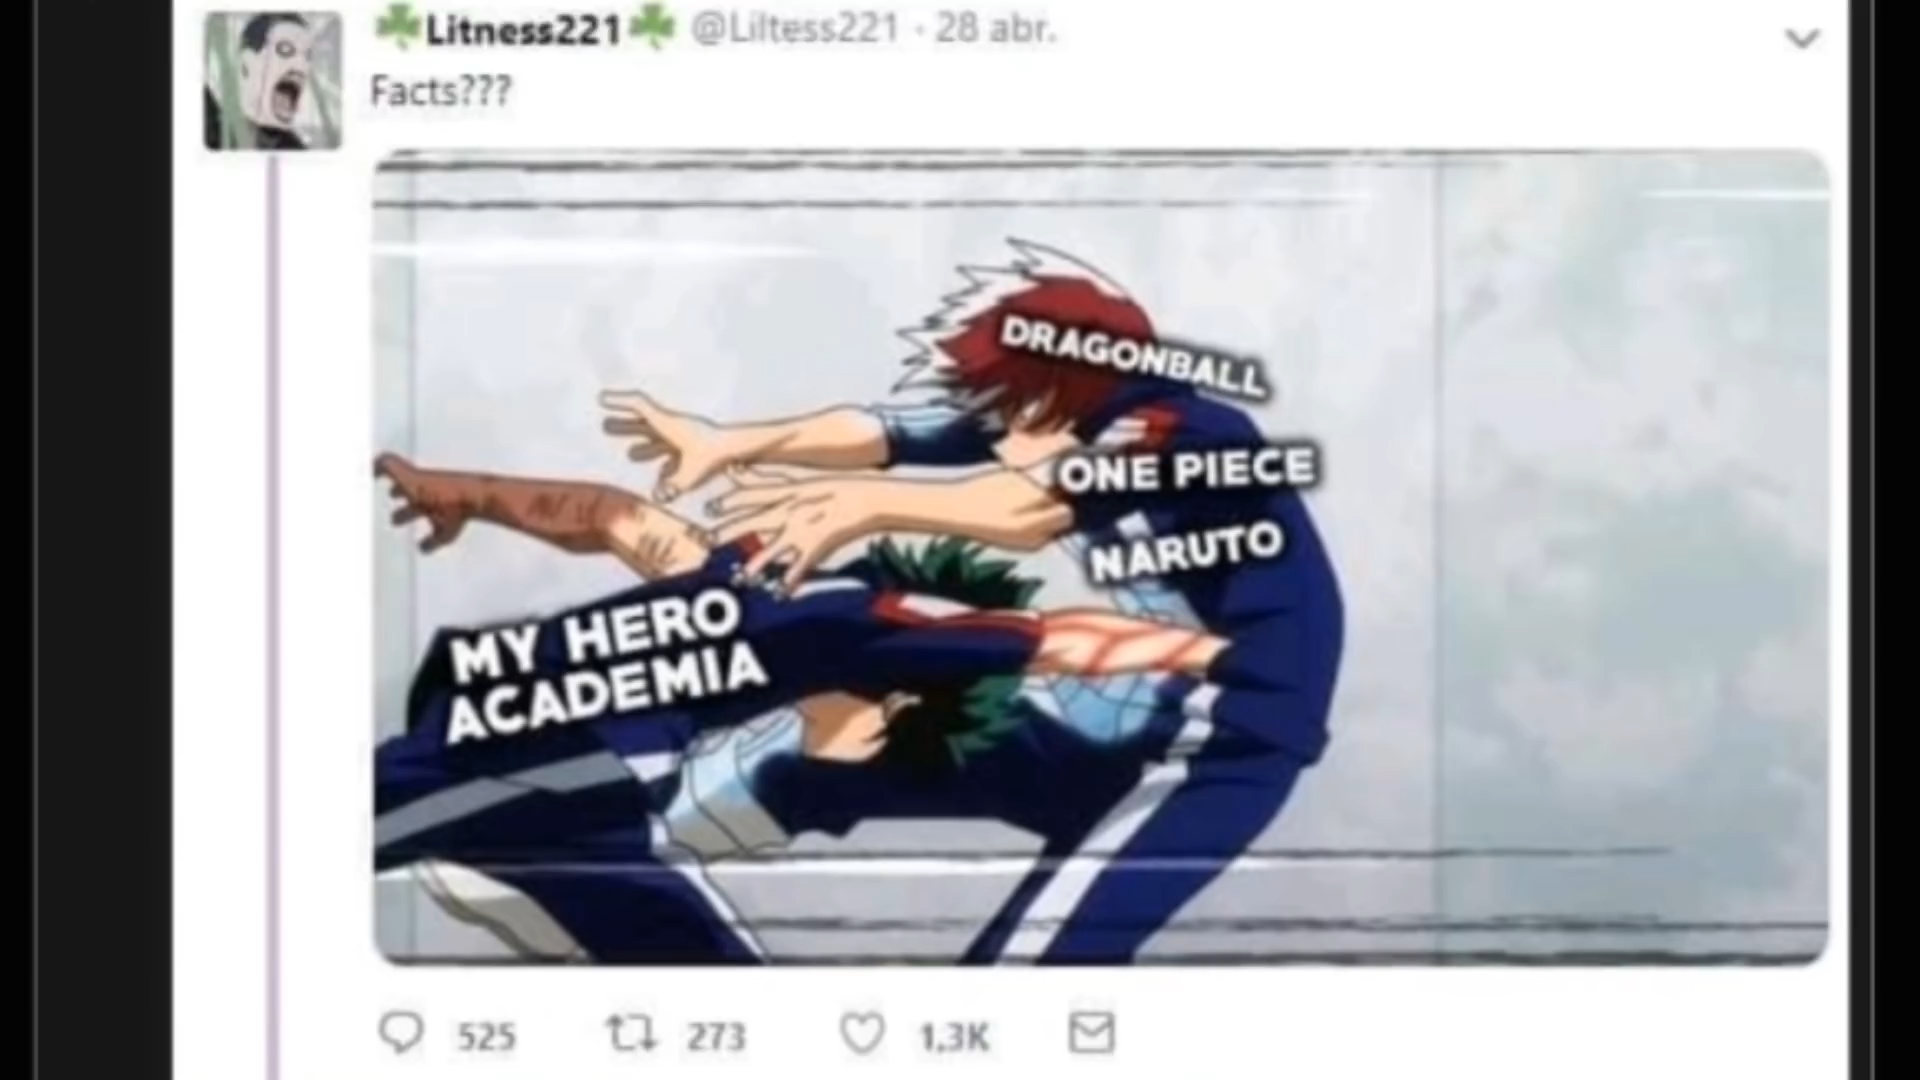 ☘Litness221☘ @Liltess221 · 28 abr.
Facts???
DRAGONBALL
ONE PIECE
NARUTO
MY HERO
ACADEMIA
525 273 1,3K